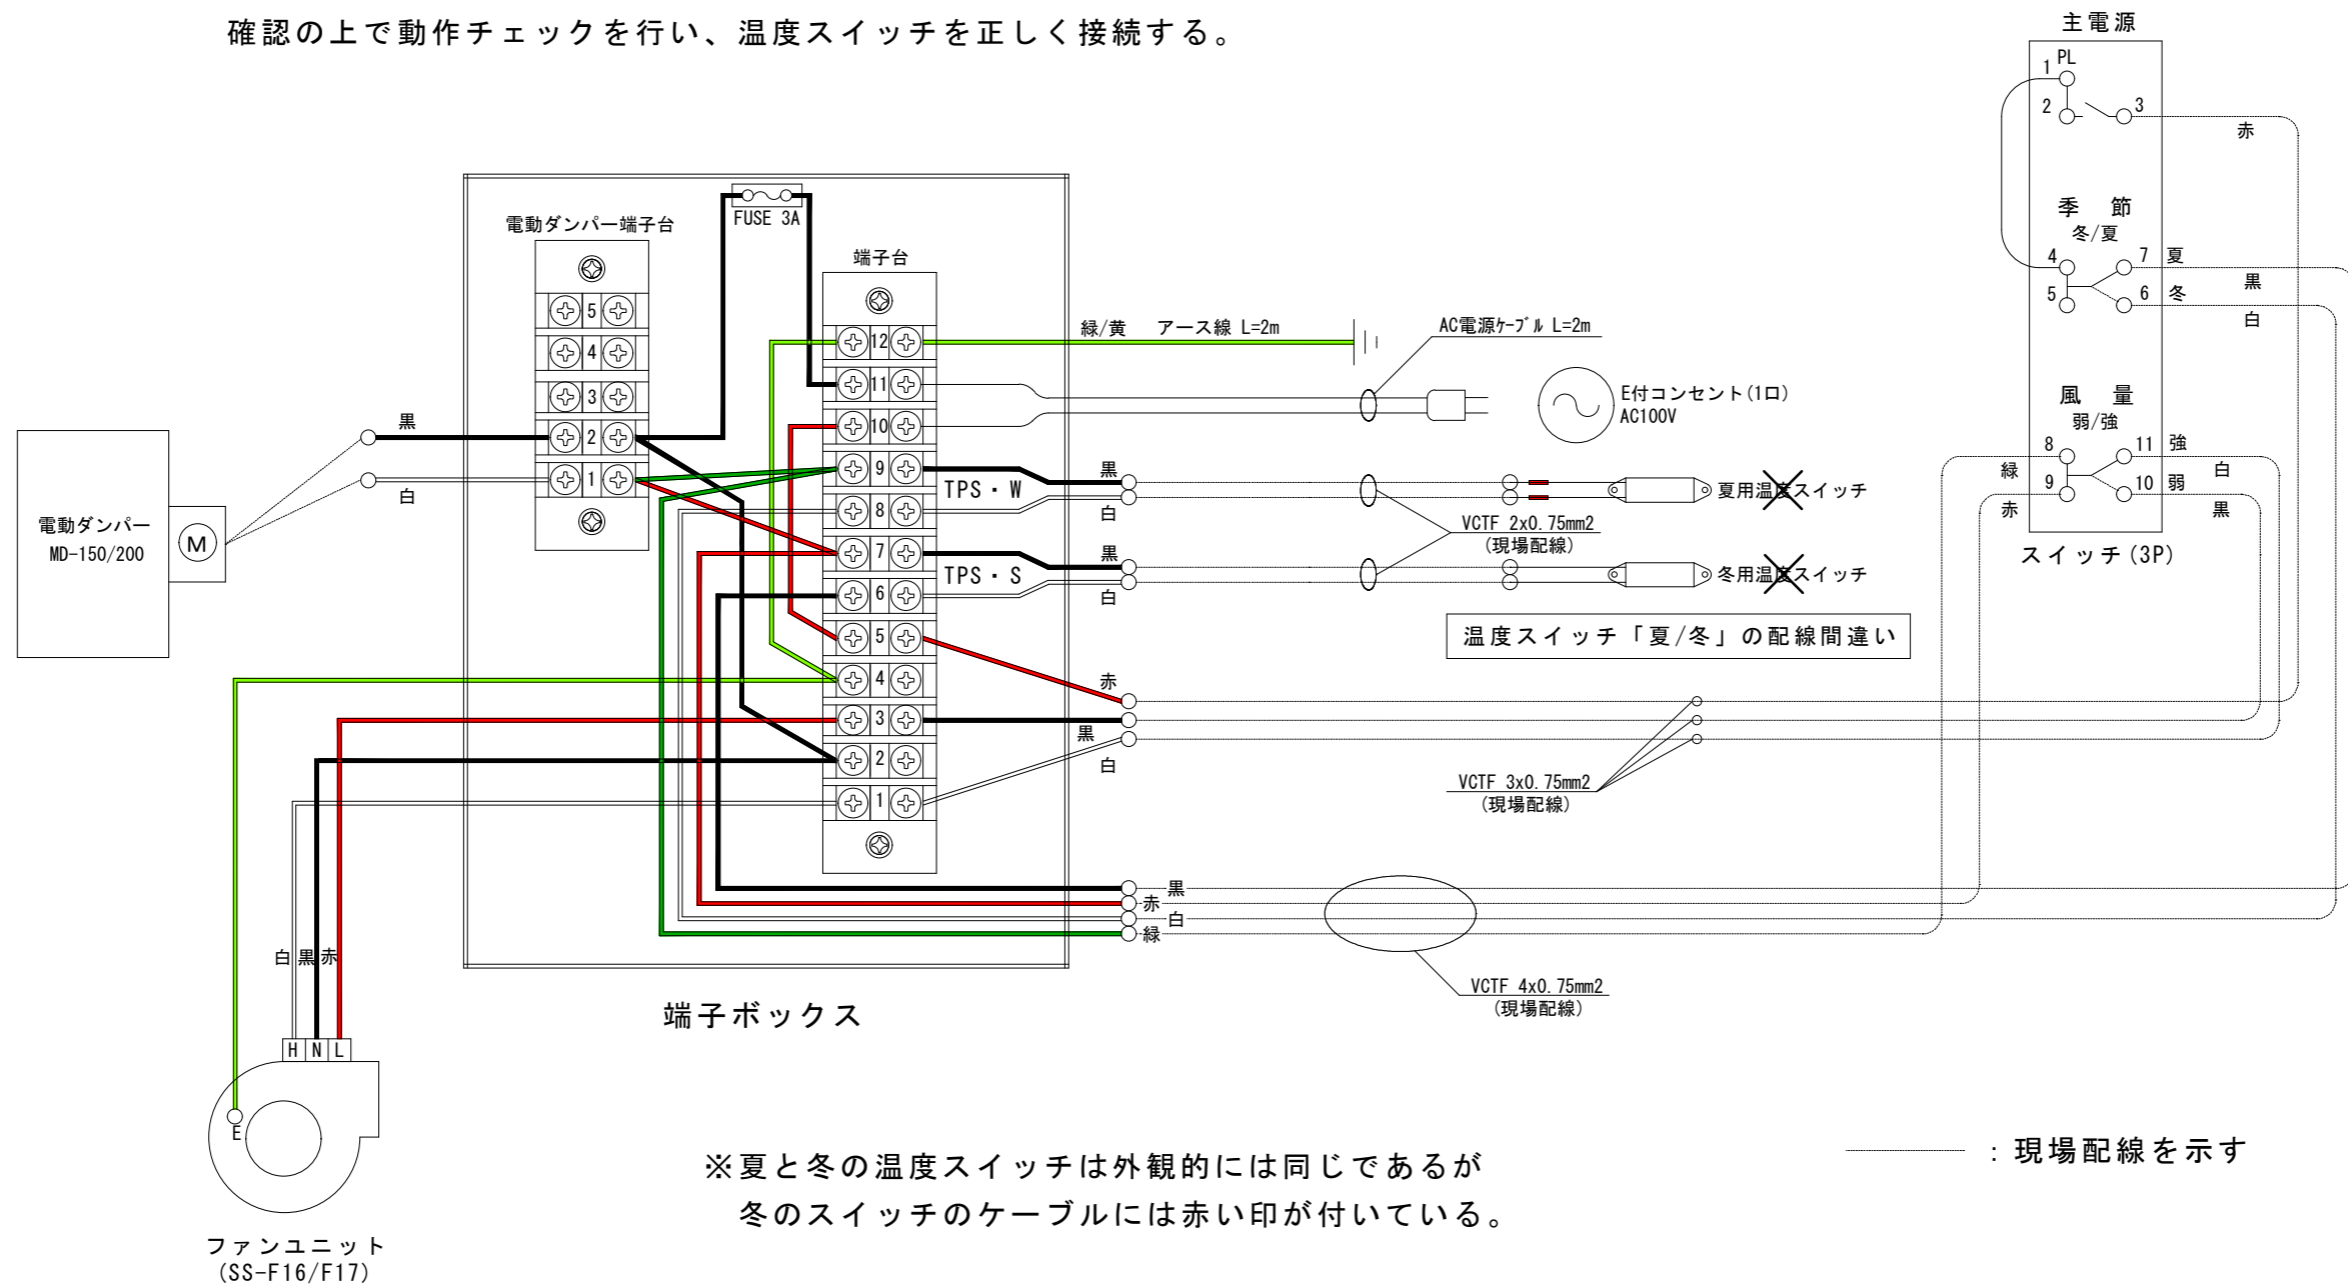 確認の上で動作チェックを行い、温度スイッチを正しく接続する。
主電源
1 PL
2
3
赤
季 節
冬/夏
4
7 夏
黒
5
6 冬
白
風 量
弱/強
8
11 強
緑
白
9
10 弱
赤
黒
スイッチ(3P)
電動ダンパー端子台
5
4
3
2
1
FUSE 3A
端子台
12
11
10
9
8
7
6
5
4
3
2
1
TPS・W
TPS・S
緑/黄 アース線 L=2m
AC電源ケーブル L=2m
E付コンセント(1口)
AC100V
黒
白
夏用温度スイッチ
VCTF 2x0.75mm2
(現場配線)
黒
白
冬用温度スイッチ
温度スイッチ「夏/冬」の配線間違い
赤
黒
白
VCTF 3x0.75mm2
(現場配線)
黒
赤
白
緑
VCTF 4x0.75mm2
(現場配線)
黒
白
電動ダンパー
MD-150/200
M
端子ボックス
白 黒 赤
H N L
E
ファンユニット
(SS-F16/F17)
※夏と冬の温度スイッチは外観的には同じであるが
冬のスイッチのケーブルには赤い印が付いている。
：現場配線を示す